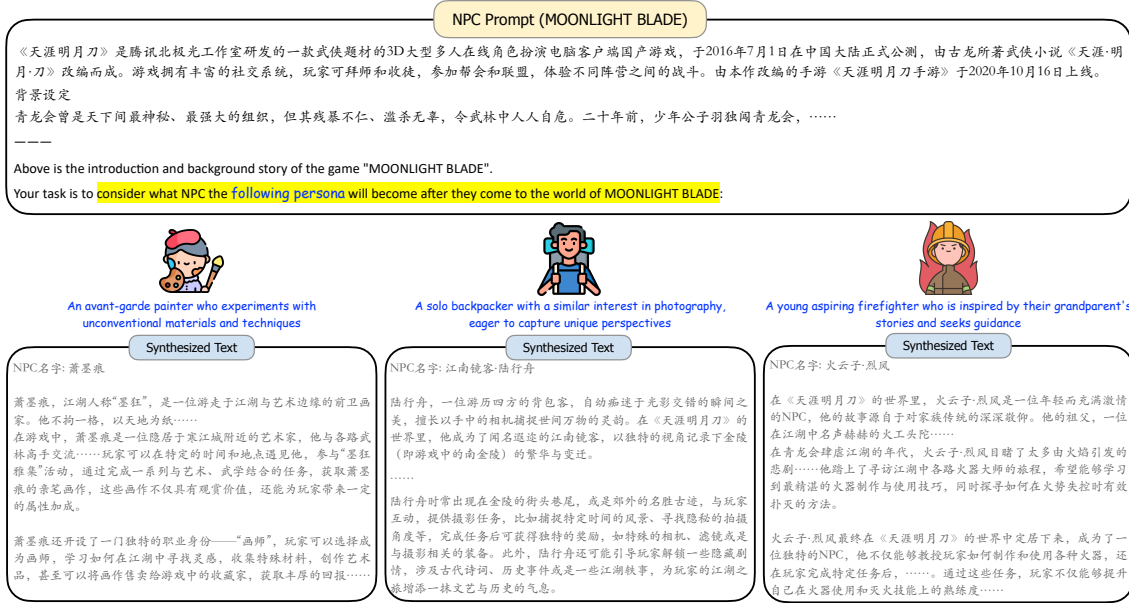 NPC Prompt (MOONLIGHT BLADE)
《天涯明月刀》是腾讯北极光工作室研发的一款武侠题材的3D大型多人在线角色扮演电脑客户端国产游戏，于2016年7月1日在中国大陆正式公测，由古龙所著武侠小说《天涯·明
月·刀》改编而成。游戏拥有丰富的社交系统，玩家可拜师和收徒，参加帮会和联盟，体验不同阵营之间的战斗。由本作改编的手游《天涯明月刀手游》于2020年10月16日上线。
背景设定
青龙会曾是天下间最神秘、最强大的组织，但其残暴不仁、滥杀无辜，令武林中人人自危。二十年前，少年公子羽独闯青龙会，……
———
Above is the introduction and background story of the game "MOONLIGHT BLADE".
Your task is to consider what NPC the following persona will become after they come to the world of MOONLIGHT BLADE:
An avant-garde painter who experiments with
unconventional materials and techniques
Synthesized Text
NPC名字: 萧墨痕
萧墨痕，江湖人称“墨狂”，是一位游走于江湖与艺术边缘的前卫画
家。他不拘一格，以天地为纸……
在游戏中，萧墨痕是一位隐居于寒江城附近的艺术家，他与各路武
林高手交流……玩家可以在特定的时间和地点遇见他，参与“墨狂
雅集”活动，通过完成一系列与艺术、武学结合的任务，获取萧墨
痕的亲笔画作，这些画作不仅具有观赏价值，还能为玩家带来一定
的属性加成。
萧墨痕还开设了一门独特的职业身份——“画师”，玩家可以选择成
为画师，学习如何在江湖中寻找灵感，收集特殊材料，创作艺术
品，甚至可以将画作售卖给游戏中的收藏家，获取丰厚的回报……
A solo backpacker with a similar interest in photography,
eager to capture unique perspectives
Synthesized Text
NPC名字: 江南镜客·陆行舟
陆行舟，一位游历四方的背包客，自幼痴迷于光影交错的瞬间之
美，擅长以手中的相机捕捉世间万物的灵韵。在《天涯明月刀》的
世界里，他成为了闻名遐迩的江南镜客，以独特的视角记录下金陵
（即游戏中的南金陵）的繁华与变迁。
……
陆行舟时常出现在金陵的街头巷尾，或是郊外的名胜古迹，与玩家
互动，提供摄影任务，比如捕捉特定时间的风景、寻找隐秘的拍摄
角度等，完成任务后可获得独特的奖励，如特殊的相机、滤镜或是
与摄影相关的装备。此外，陆行舟还可能引导玩家解锁一些隐藏剧
情，涉及古代诗词、历史事件或是一些江湖轶事，为玩家的江湖之
旅增添一抹文艺与历史的气息。
A young aspiring firefighter who is inspired by their grandparent's
stories and seeks guidance
Synthesized Text
NPC名字: 火云子·烈风
在《天涯明月刀》的世界里，火云子·烈风是一位年轻而充满激情
的NPC，他的故事源自于对家族传统的深深敬仰。他的祖父，一位
在江湖中名声赫赫的火工头陀……
在青龙会肆虐江湖的年代，火云子·烈风目睹了太多由火焰引发的
悲剧……他踏上了寻访江湖中各路火器大师的旅程，希望能够学习
到最精湛的火器制作与使用技巧，同时探寻如何在火势失控时有效
扑灭的方法。
火云子·烈风最终在《天涯明月刀》的世界中定居下来，成为了一
位独特的NPC，他不仅能够教授玩家如何制作和使用各种火器，还
在玩家完成特定任务后，……。通过这些任务，玩家不仅能够提升
自己在火器使用和灭火技能上的熟练度……